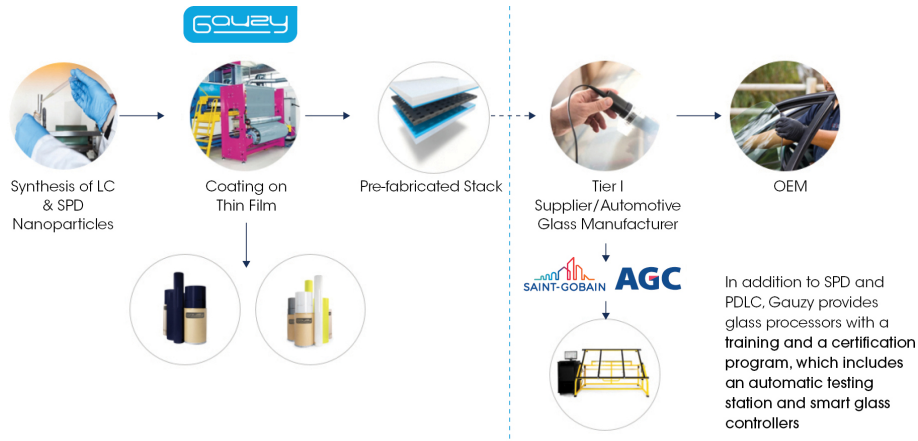 Gauzy
Synthesis of LC
& SPD
Nanoparticles
Coating on
Thin Film
Pre-fabricated Stack
Tier I
Supplier/Automotive
Glass Manufacturer
OEM
SAINT-GOBAIN
AGC
In addition to SPD and
PDLC, Gauzy provides
glass processors with a
training and a certification
program, which includes
an automatic testing
station and smart glass
controllers